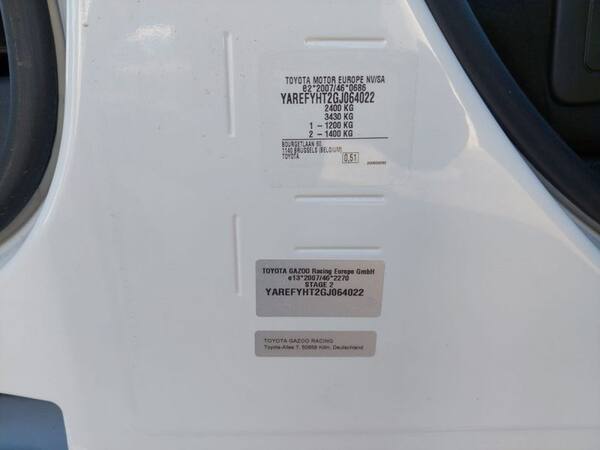 TOYOTA MOTOR EUROPE NV/SA
e2*2007/46*0686
YAREFYHT2GJ064022
2400 KG
3430 KG
1 - 1200 KG
2 - 1400 KG
BOURGETLAAN 60,
1140 BRUSSELS (BELGIUM)
TOYOTA 0,51
TOYOTA GAZOO Racing Europe GmbH
e13*2007/46*2270
STAGE 2
YAREFYHT2GJ064022
TOYOTA GAZOO RACING
Toyota-Allee 7, 50858 Köln, Deutschland